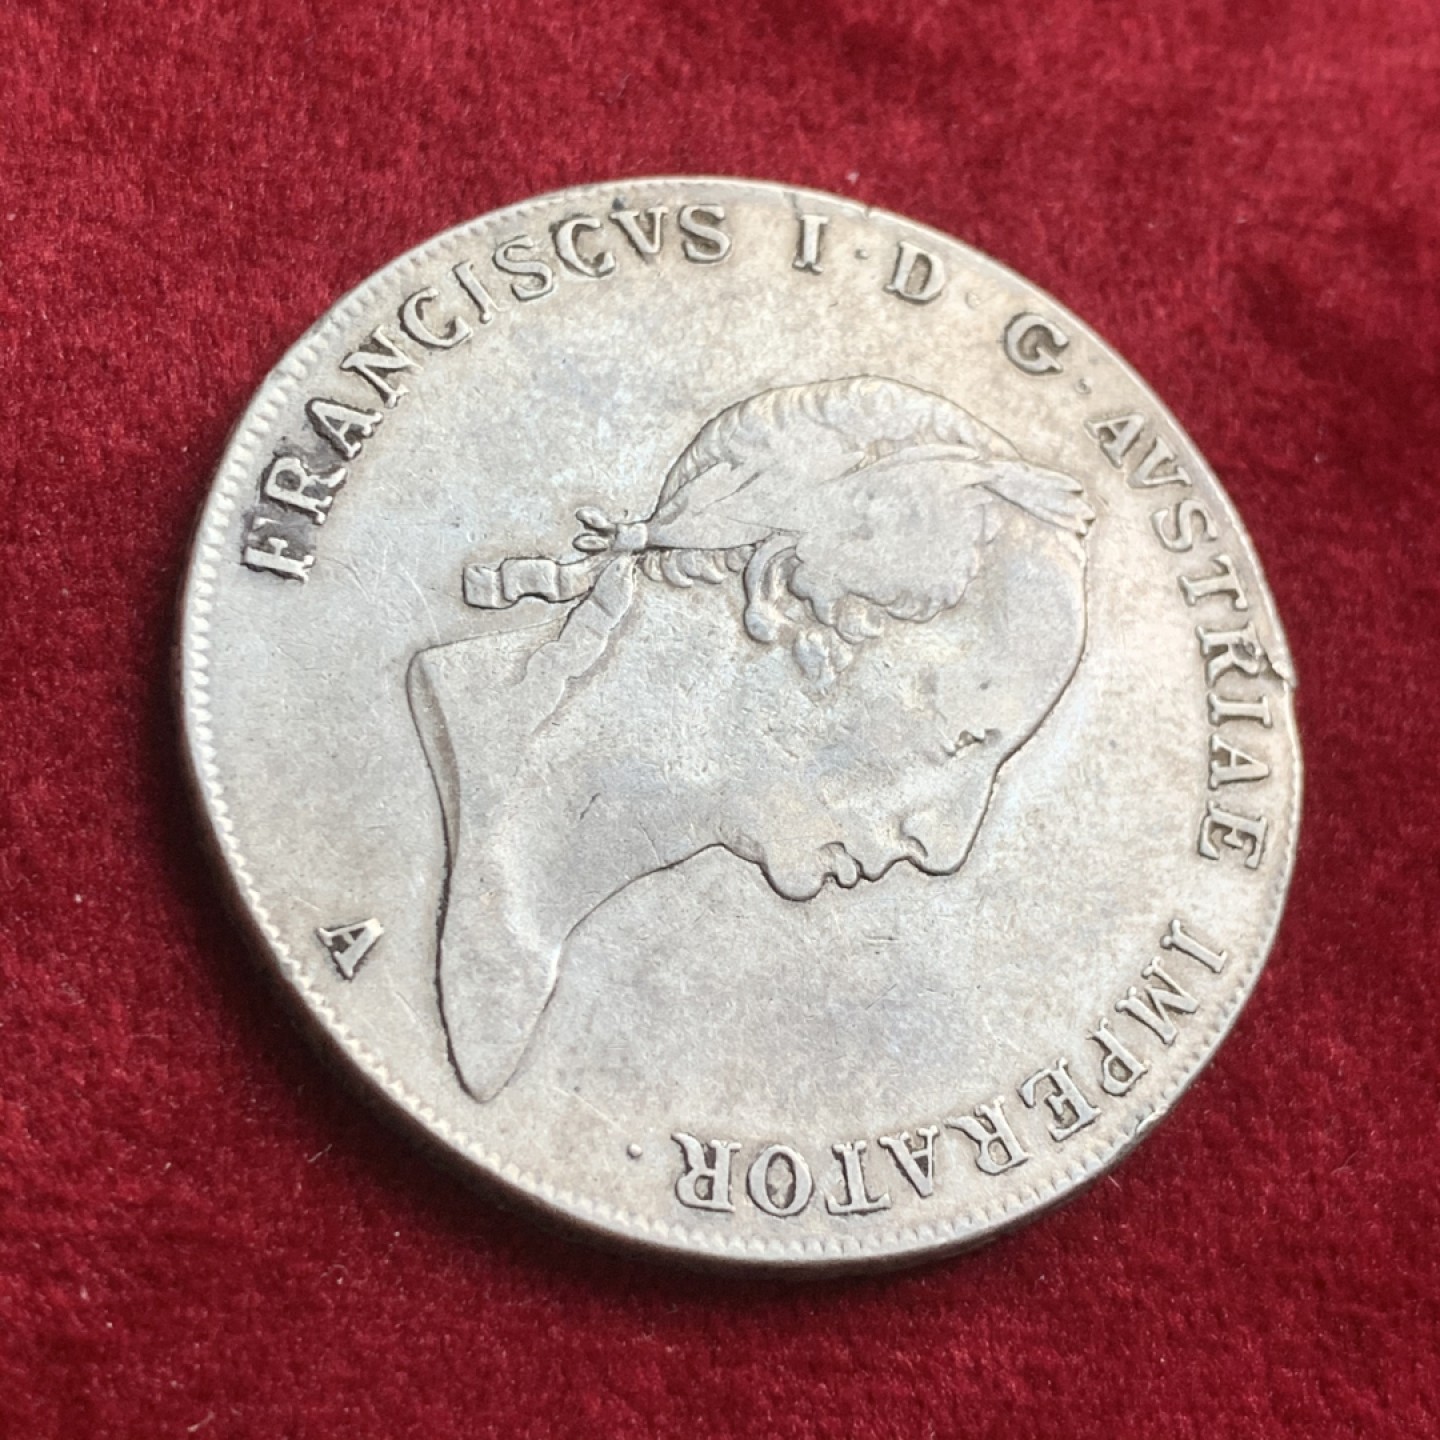 FRANCISCVS I · D · G · AVSTRIAE IMPERATOR ·
A